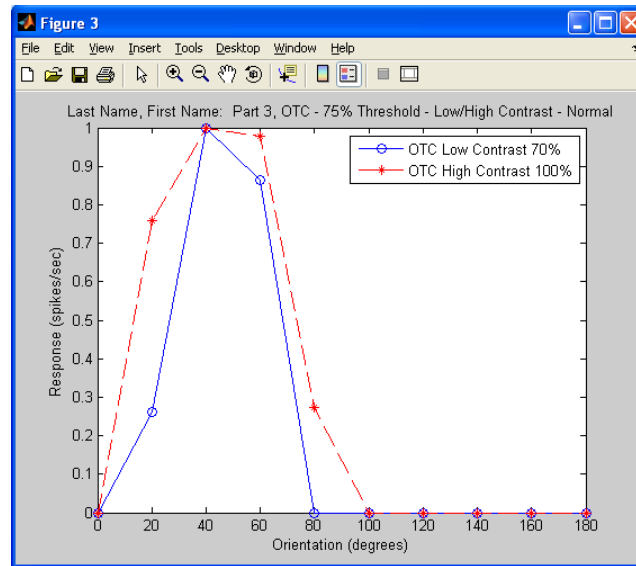 Figure 3
File Edit View Insert Tools Desktop Window Help
Last Name, First Name: Part 3, OTC - 75% Threshold - Low/High Contrast - Normal
1
0.9
0.8
0.7
0.6
0.5
0.4
0.3
0.2
0.1
0
Response (spikes/sec)
OTC Low Contrast 70%
OTC High Contrast 100%
0 20 40 60 80 100 120 140 160 180
Orientation (degrees)